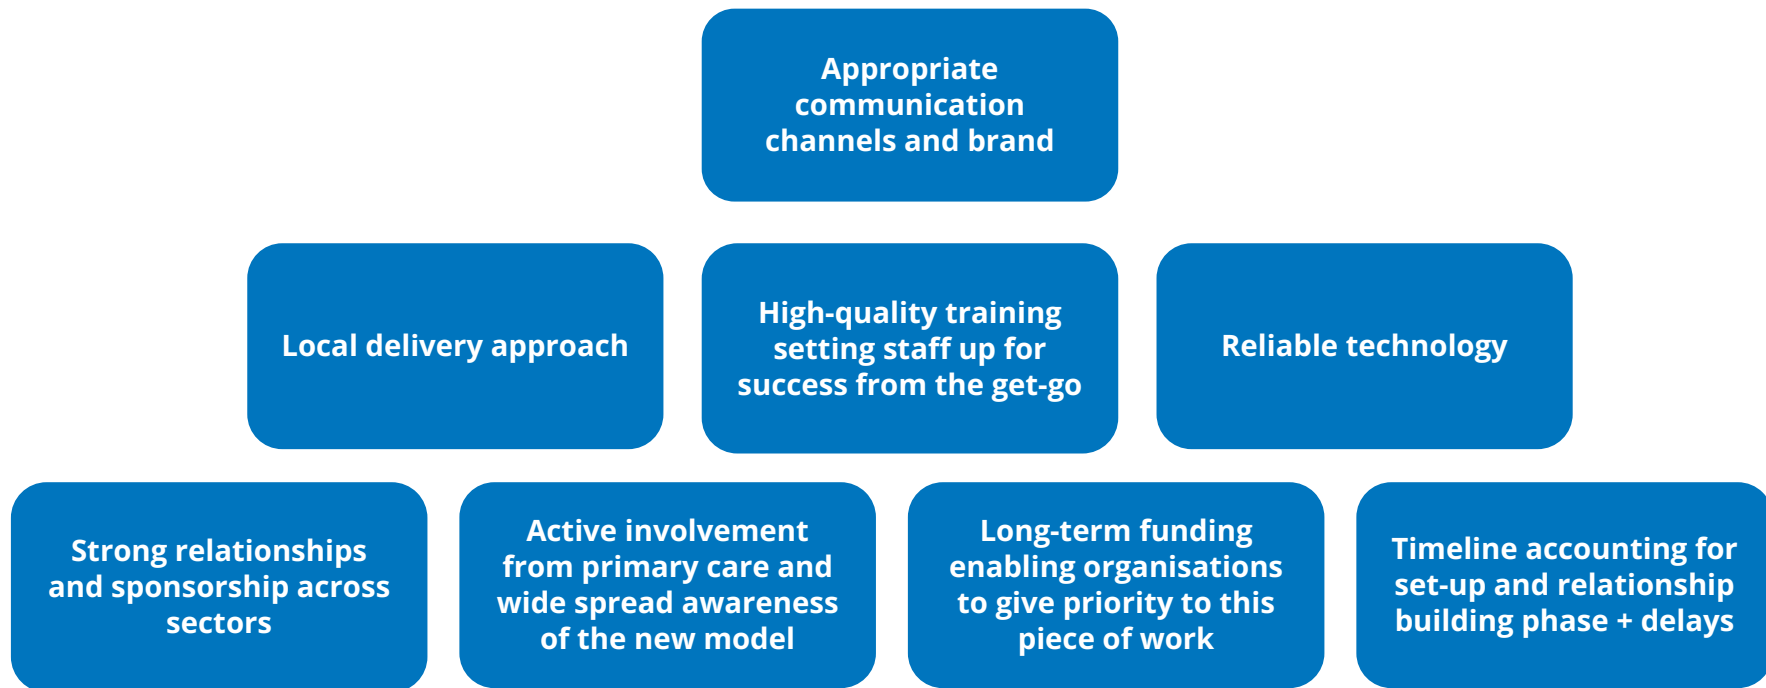 Appropriate
communication
channels and brand
Local delivery approach
High-quality training
setting staff up for
success from the get-go
Reliable technology
Strong relationships
and sponsorship across
sectors
Active involvement
from primary care and
wide spread awareness
of the new model
Long-term funding
enabling organisations
to give priority to this
piece of work
Timeline accounting for
set-up and relationship
building phase + delays